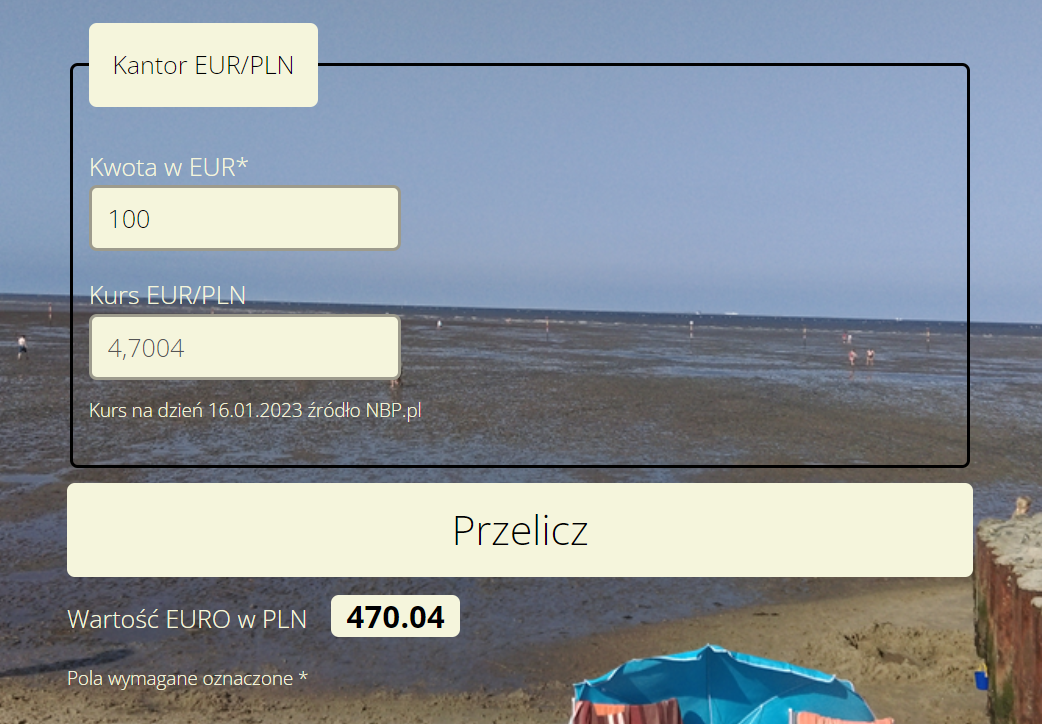 Kantor EUR/PLN
Kwota w EUR*
100
Kurs EUR/PLN
4,7004
Kurs na dzień 16.01.2023 źródło NBP.pl
Przelicz
Wartość EURO w PLN 470.04
Pola wymagane oznaczone *